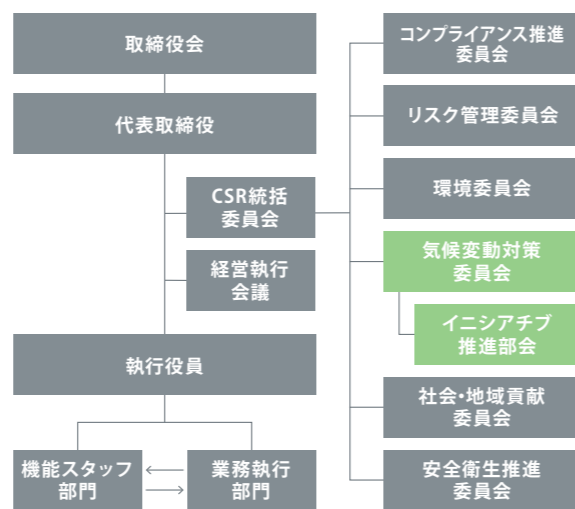 取締役会
代表取締役
CSR統括
委員会
経営執行
会議
執行役員
機能スタッフ
部門
業務執行
部門
コンプライアンス推進
委員会
リスク管理委員会
環境委員会
気候変動対策
委員会
イニシアチブ
推進部会
社会・地域貢献
委員会
安全衛生推進
委員会